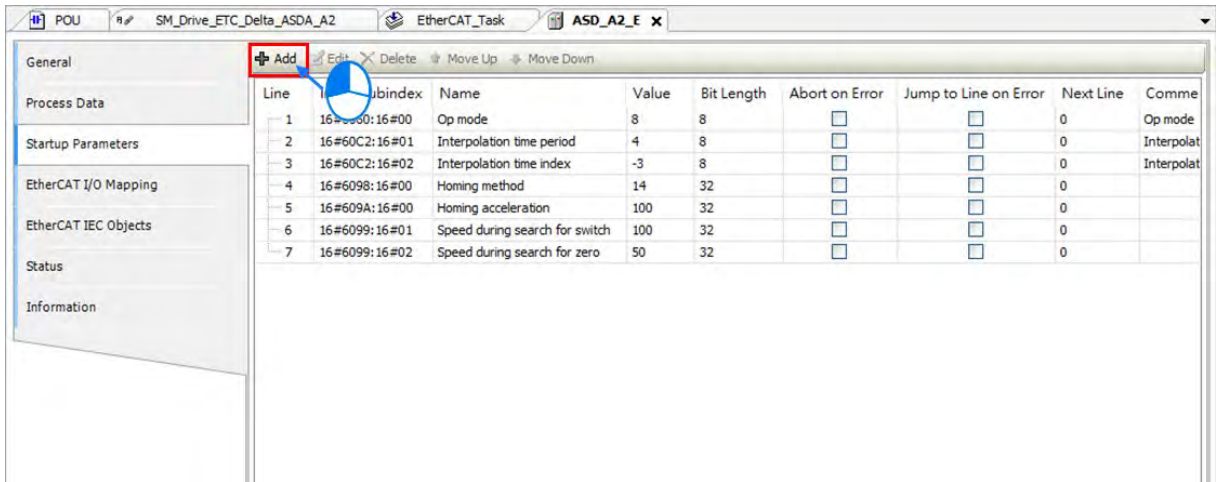 POU SM_Drive_ETC_Delta_ASDA_A2 EtherCAT_Task ASD_A2_E
General
Process Data
Startup Parameters
EtherCAT I/O Mapping
EtherCAT IEC Objects
Status
Information
Add Edit Delete Move Up Move Down
Line Name Value Bit Length Abort on Error Jump to Line on Error Next Line Comme
1 :16#00 Op mode 8 8 0 Op mode
2 16#60C2:16#01 Interpolation time period 4 8 0 Interpolat
3 16#60C2:16#02 Interpolation time index -3 8 0 Interpolat
4 16#6098:16#00 Homing method 14 32 0
5 16#609A:16#00 Homing acceleration 100 32 0
6 16#6099:16#01 Speed during search for switch 100 32 0
7 16#6099:16#02 Speed during search for zero 50 32 0